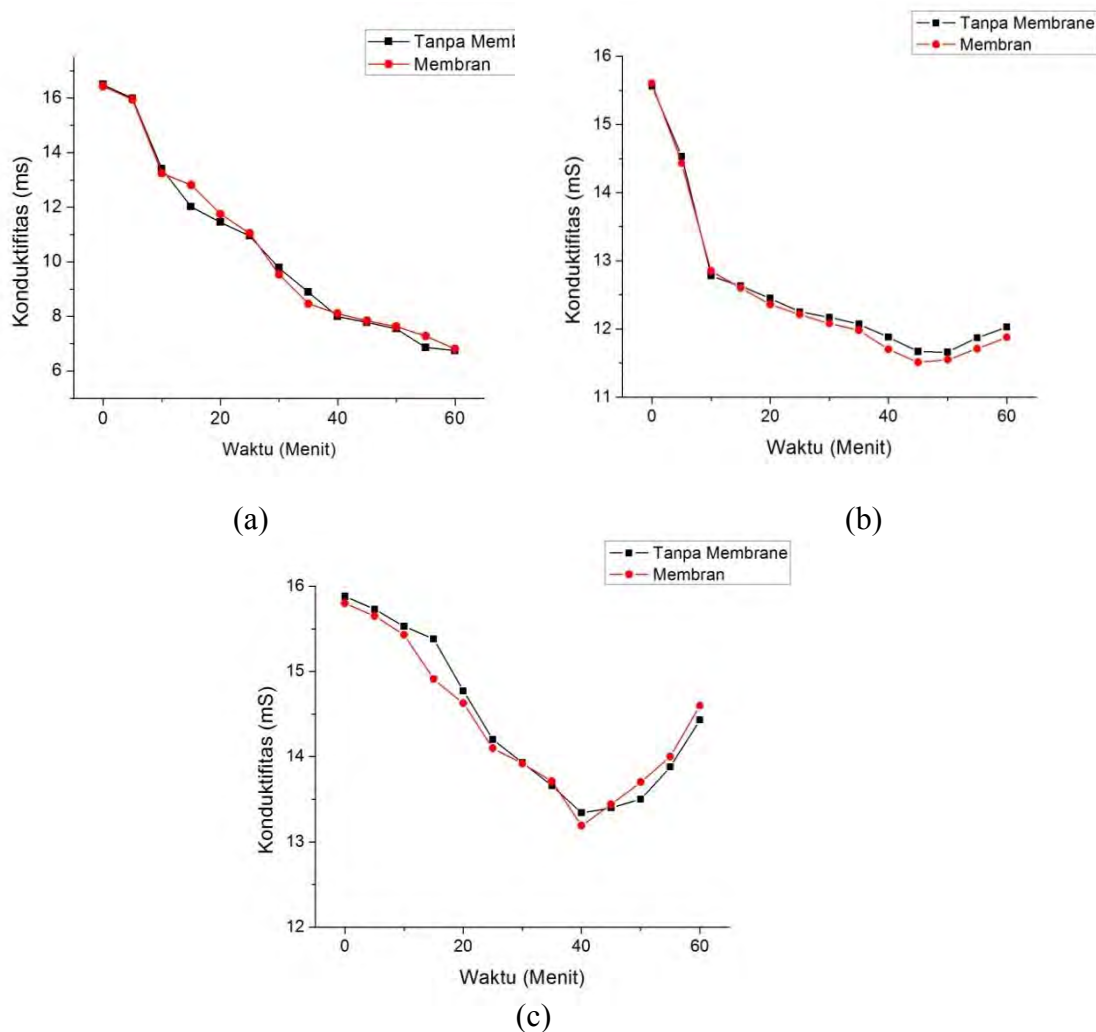 Tanpa Memb
Membran
Konduktifitas (ms)
16
14
12
10
8
6
0
20
40
60
Waktu (Menit)
(a)
Tanpa Membrane
Membran
Konduktifitas (mS)
16
15
14
13
12
11
0
20
40
60
Waktu (Menit)
(b)
Tanpa Membrane
Membran
Konduktifitas (mS)
16
15
14
13
12
0
20
40
60
Waktu (Menit)
(c)